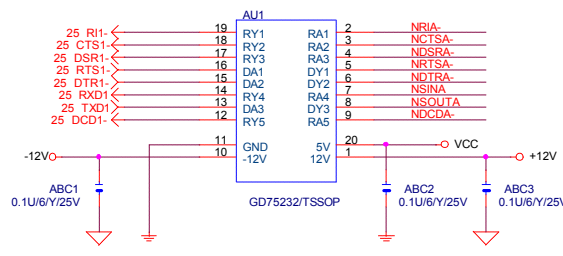 AU1
25 RI1- 19 RY1 RA1 2 NRIA-
25 CTS1- 18 RY2 RA2 3 NCTSA-
25 DSR1- 17 RY3 RA3 4 NDSRA-
25 RTS1- 16 DA1 DY1 5 NRTSA-
25 DTR1- 15 DA2 DY2 6 NDTRA-
25 RXD1 14 RY4 RA4 7 NSINA
25 TXD1 13 DA3 DY3 8 NSOUTA
25 DCD1- 12 RY5 RA5 9 NDCDA-
11 GND 5V 20 VCC
-12V 10 -12V 12V 1 +12V
ABC1 ABC2 ABC3
0.1U/6/Y/25V GD75232/TSSOP 0.1U/6/Y/25V 0.1U/6/Y/25V